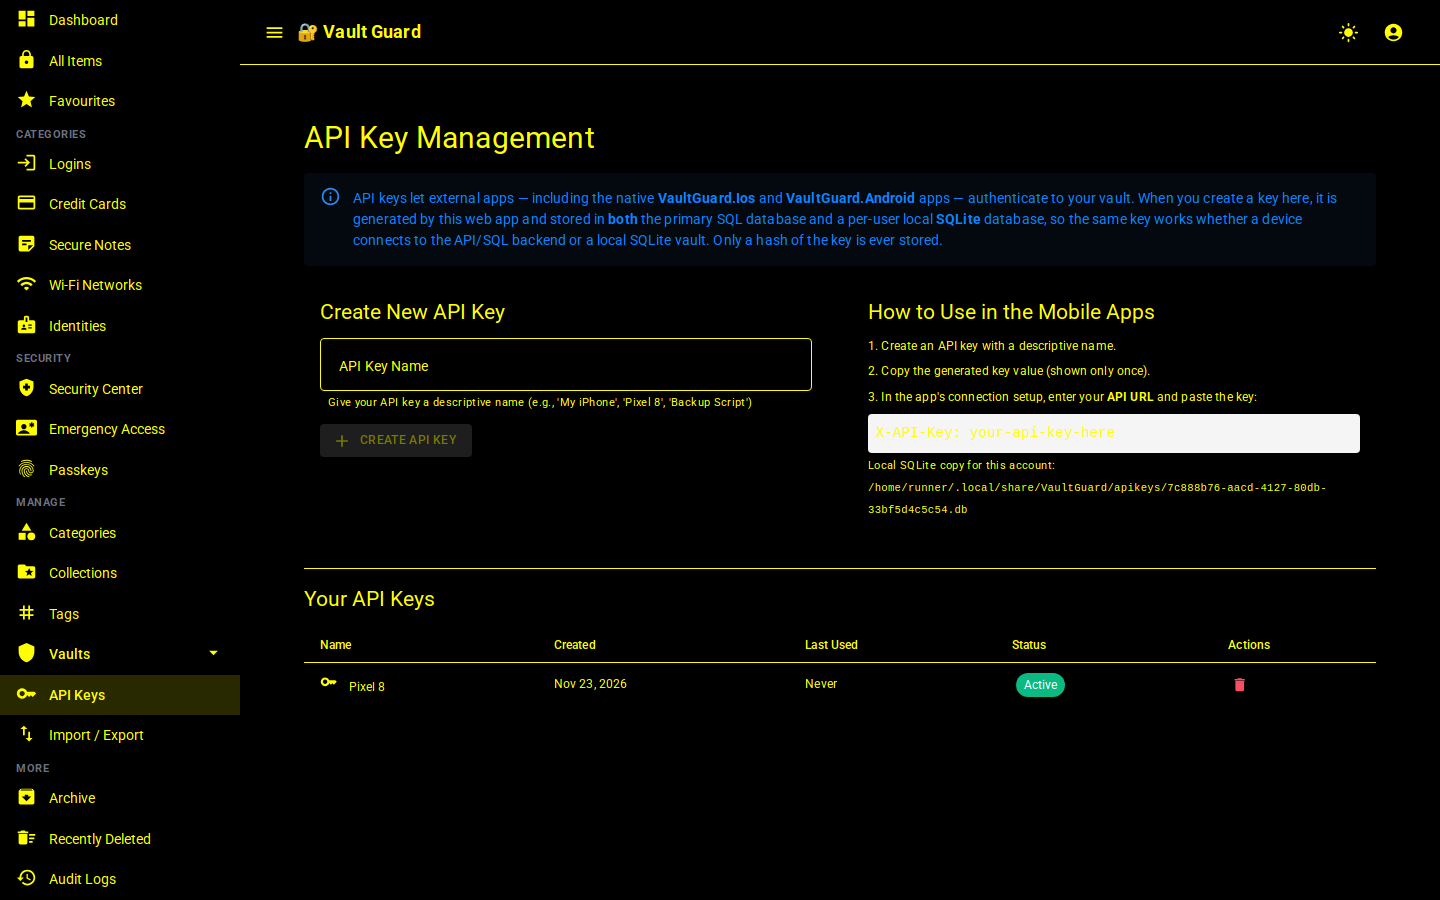 Dashboard
All Items
Favourites
CATEGORIES
Logins
Credit Cards
Secure Notes
Wi-Fi Networks
Identities
SECURITY
Security Center
Emergency Access
Passkeys
MANAGE
Categories
Collections
Tags
Vaults
API Keys
Import / Export
MORE
Archive
Recently Deleted
Audit Logs
🔐 Vault Guard
API Key Management
API keys let external apps — including the native VaultGuard.Ios and VaultGuard.Android apps — authenticate to your vault. When you create a key here, it is
generated by this web app and stored in both the primary SQL database and a per-user local SQLite database, so the same key works whether a device
connects to the API/SQL backend or a local SQLite vault. Only a hash of the key is ever stored.
Create New API Key
API Key Name
Give your API key a descriptive name (e.g., 'My iPhone', 'Pixel 8', 'Backup Script')
CREATE API KEY
How to Use in the Mobile Apps
1. Create an API key with a descriptive name.
2. Copy the generated key value (shown only once).
3. In the app's connection setup, enter your API URL and paste the key:
X-API-Key: your-api-key-here
Local SQLite copy for this account:
/home/runner/.local/share/VaultGuard/apikeys/7c888b76-aacd-4127-80db-
33bf5d4c5c54.db
Your API Keys
Name Created Last Used Status Actions
Pixel 8 Nov 23, 2026 Never Active